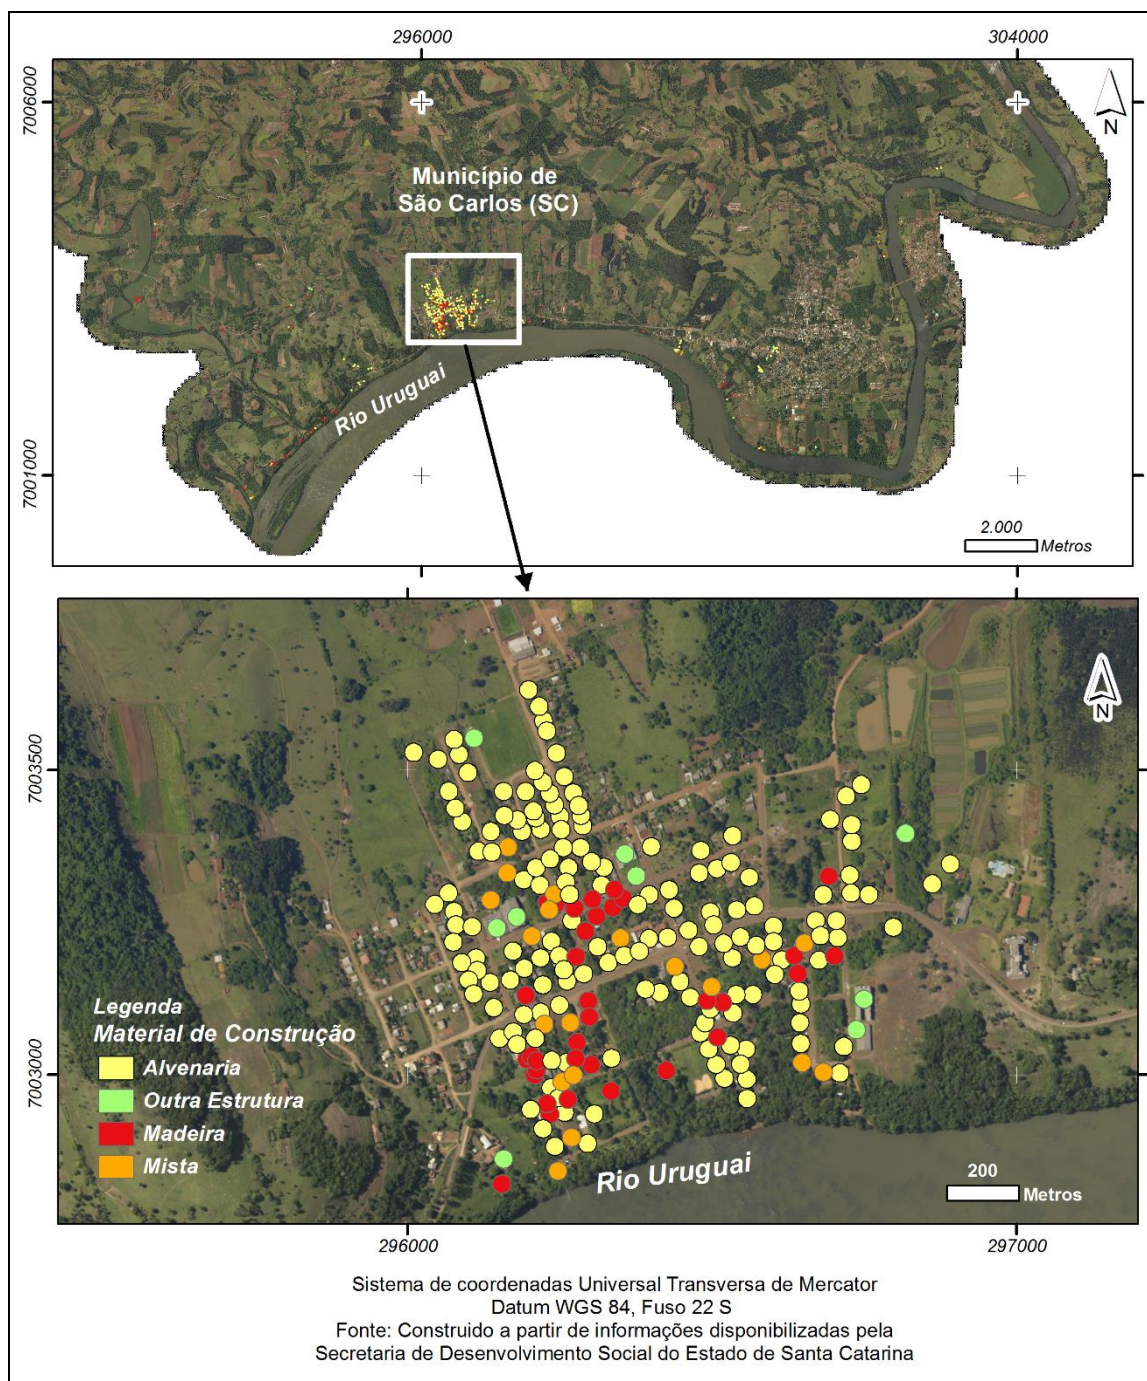 296000
304000
7006000
N
Município de
São Carlos (SC)
7001000
Rio Uruguai
2.000
Metros
7003500
N
Legenda
Material de Construção
Alvenaria
Outra Estrutura
Madeira
Mista
7003000
Rio Uruguai
200
Metros
296000
297000
Sistema de coordenadas Universal Transversa de Mercator
Datum WGS 84, Fuso 22 S
Fonte: Construido a partir de informações disponibilizadas pela
Secretaria de Desenvolvimento Social do Estado de Santa Catarina